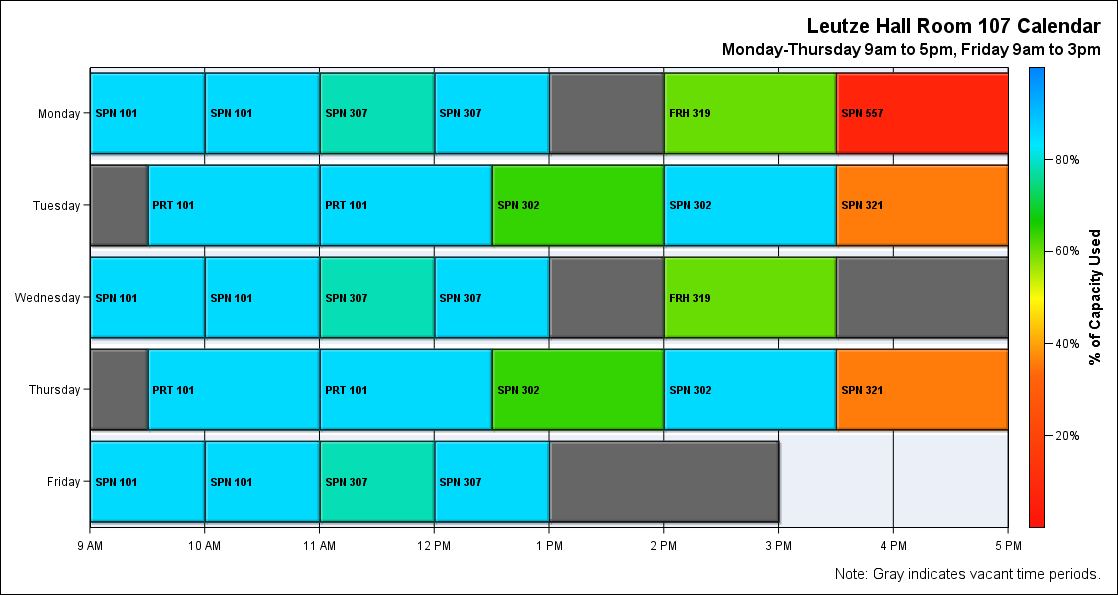 Leutze Hall Room 107 Calendar
Monday-Thursday 9am to 5pm, Friday 9am to 3pm
Monday
SPN 101
SPN 101
SPN 307
SPN 307
FRH 319
SPN 557
Tuesday
PRT 101
PRT 101
SPN 302
SPN 302
SPN 321
Wednesday
SPN 101
SPN 101
SPN 307
SPN 307
FRH 319
Thursday
PRT 101
PRT 101
SPN 302
SPN 302
SPN 321
Friday
SPN 101
SPN 101
SPN 307
SPN 307
9 AM
10 AM
11 AM
12 PM
1 PM
2 PM
3 PM
4 PM
5 PM
80%
60%
40%
20%
% of Capacity Used
Note: Gray indicates vacant time periods.